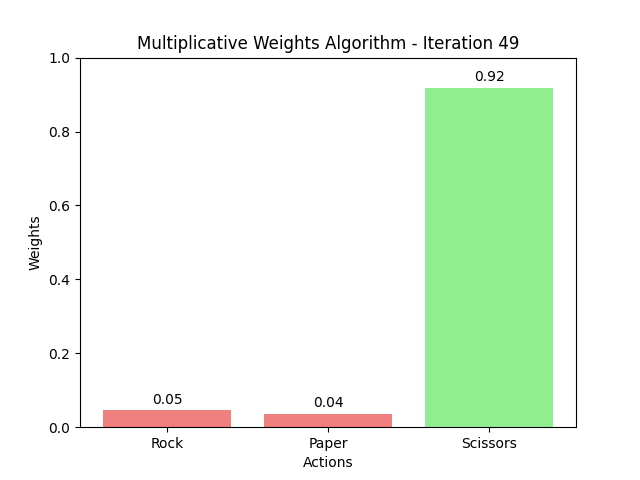 Multiplicative Weights Algorithm - Iteration 49
1.0
0.92
0.8
0.6
Weights
0.4
0.2
0.05
0.04
0.0
Rock Paper Scissors
Actions